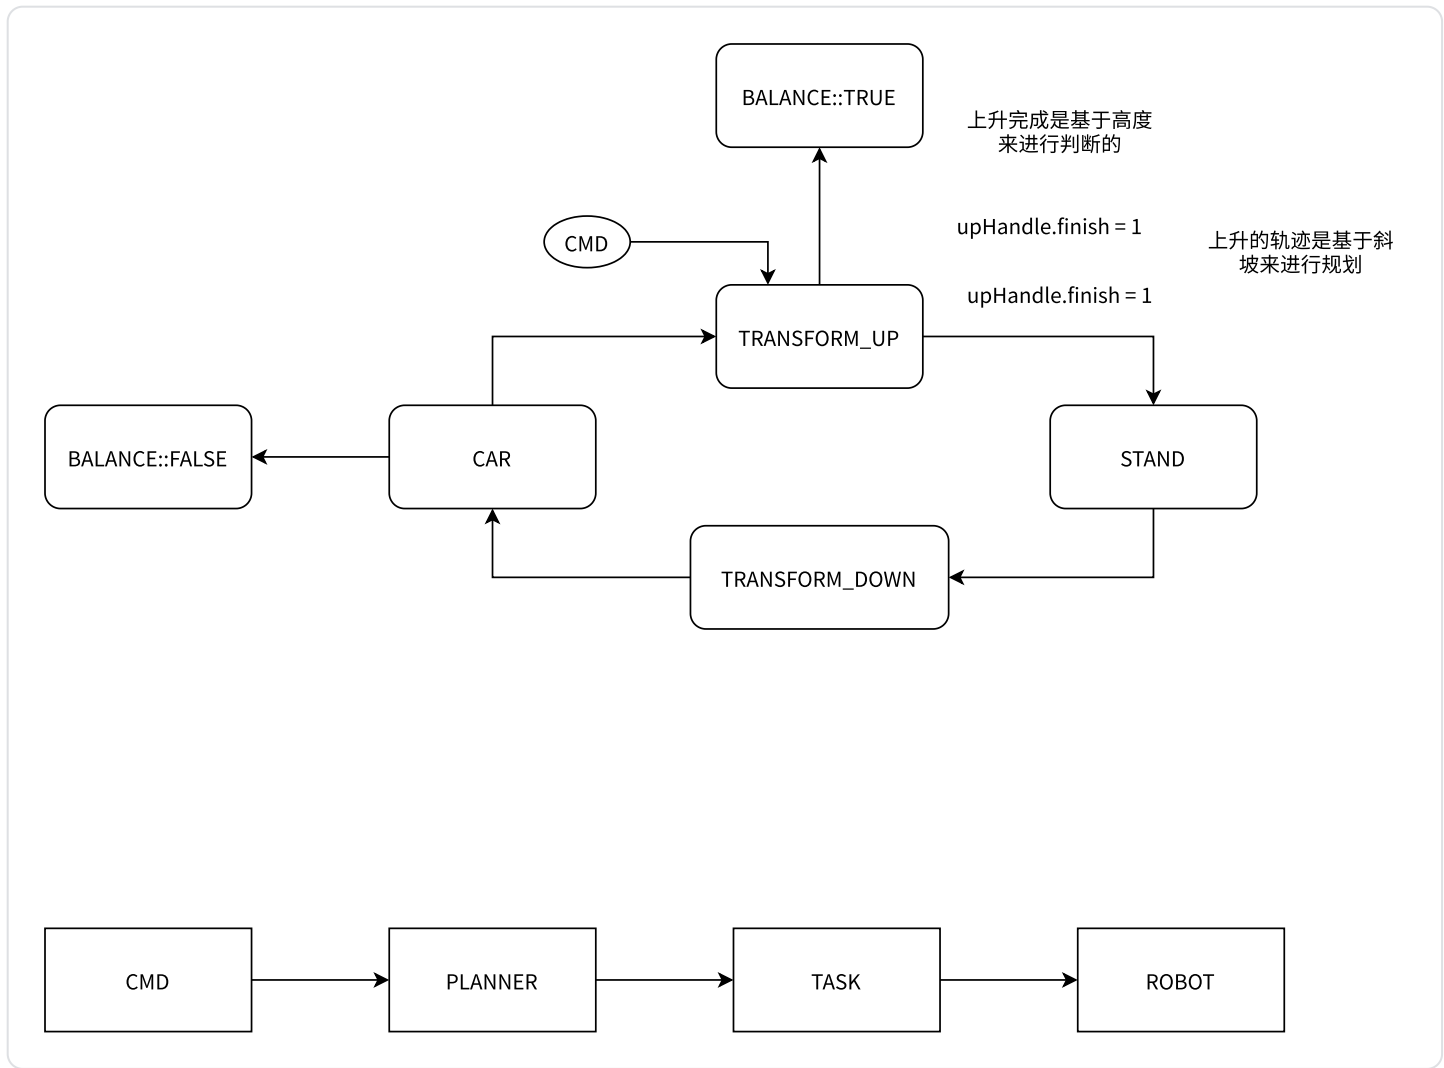 BALANCE::TRUE
上升完成是基于高度
来进行判断的
CMD
upHandle.finish = 1
上升的轨迹是基于斜
坡来进行规划
upHandle.finish = 1
TRANSFORM_UP
BALANCE::FALSE
CAR
STAND
TRANSFORM_DOWN
CMD
PLANNER
TASK
ROBOT